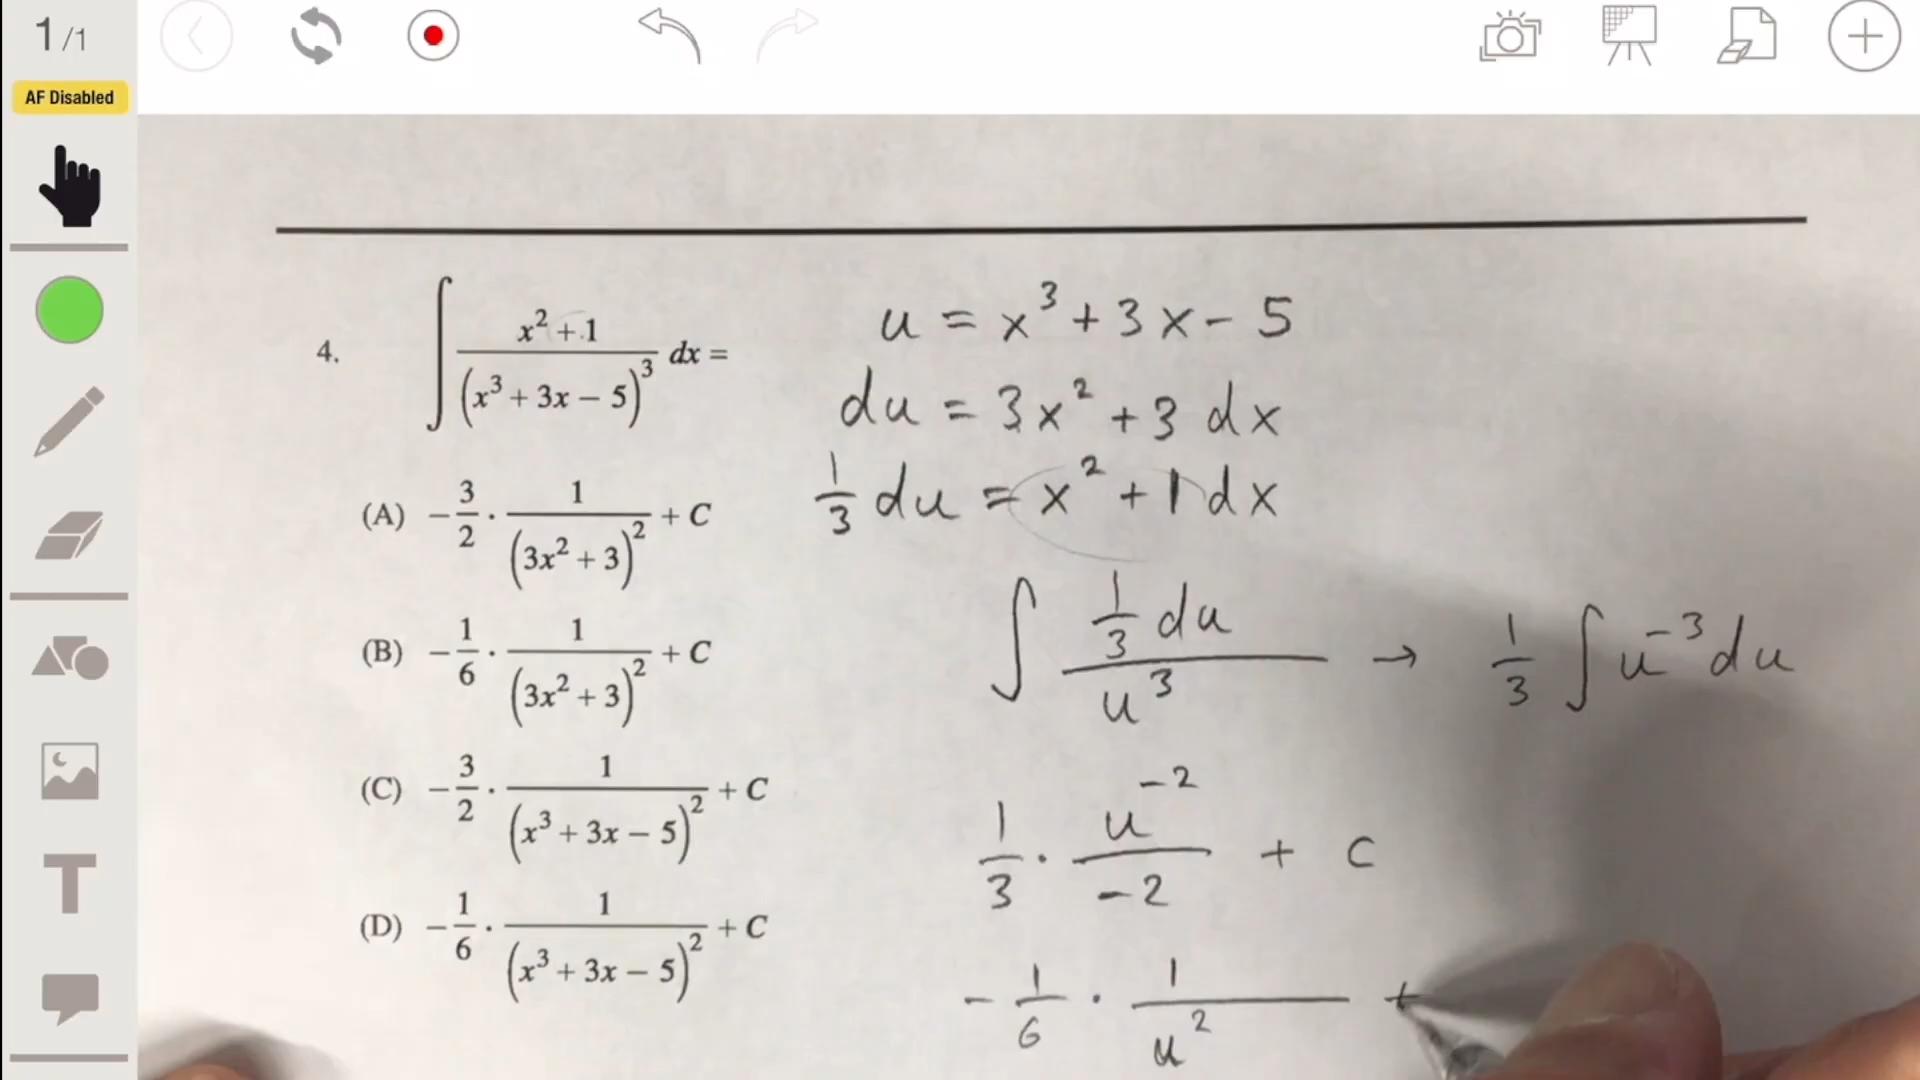 1/1
AF Disabled
4. ∫ (x² + 1)/(x³ + 3x − 5)³ dx =
(A) −3/2 · 1/(3x² + 3)² + C
(B) −1/6 · 1/(3x² + 3)² + C
(C) −3/2 · 1/(x³ + 3x − 5)² + C
(D) −1/6 · 1/(x³ + 3x − 5)² + C
u = x³ + 3x − 5
du = 3x² + 3 dx
1/3 du = x² + 1 dx
∫ (1/3 du)/u³ → 1/3 ∫ u⁻³ du
1/3 · u⁻²/−2 + C
−1/6 · 1/u² +
T